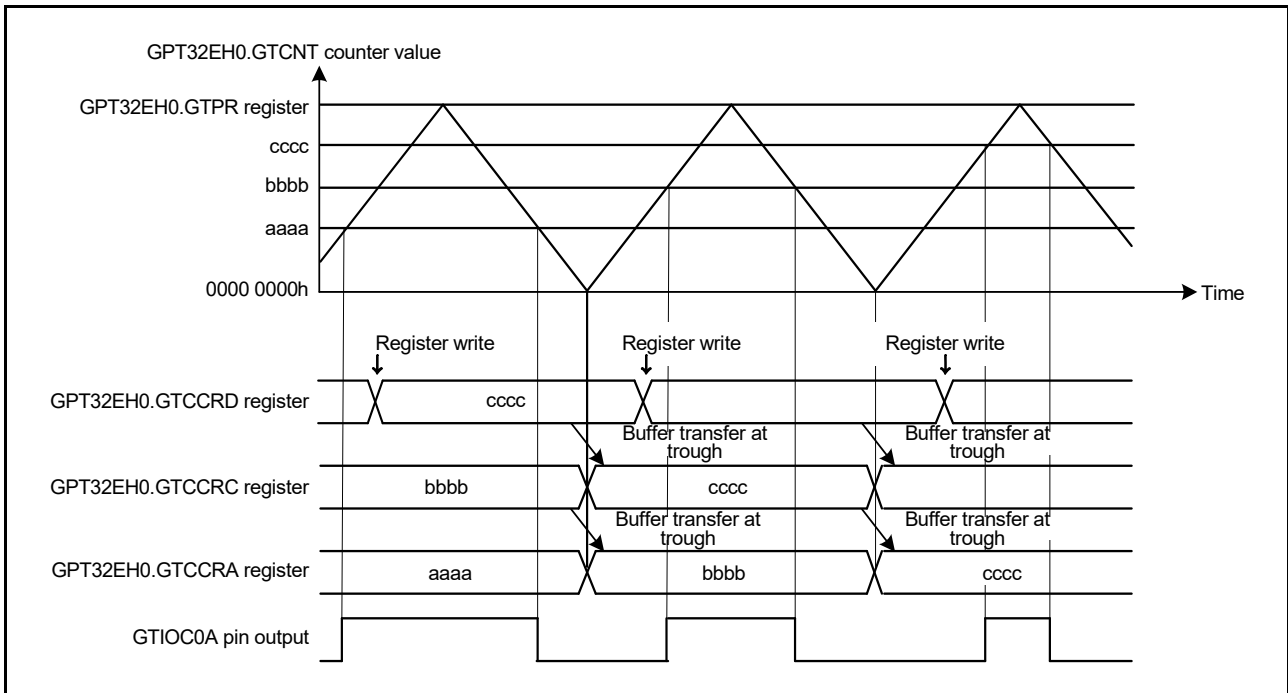 GPT32EH0.GTCNT counter value
GPT32EH0.GTPR register
cccc
bbbb
aaaa
0000 0000h
Time
Register write
Register write
Register write
GPT32EH0.GTCCRD register
cccc
Buffer transfer at
trough
Buffer transfer at
trough
GPT32EH0.GTCCRC register
bbbb
cccc
Buffer transfer at
trough
Buffer transfer at
trough
GPT32EH0.GTCCRA register
aaaa
bbbb
cccc
GTIOC0A pin output